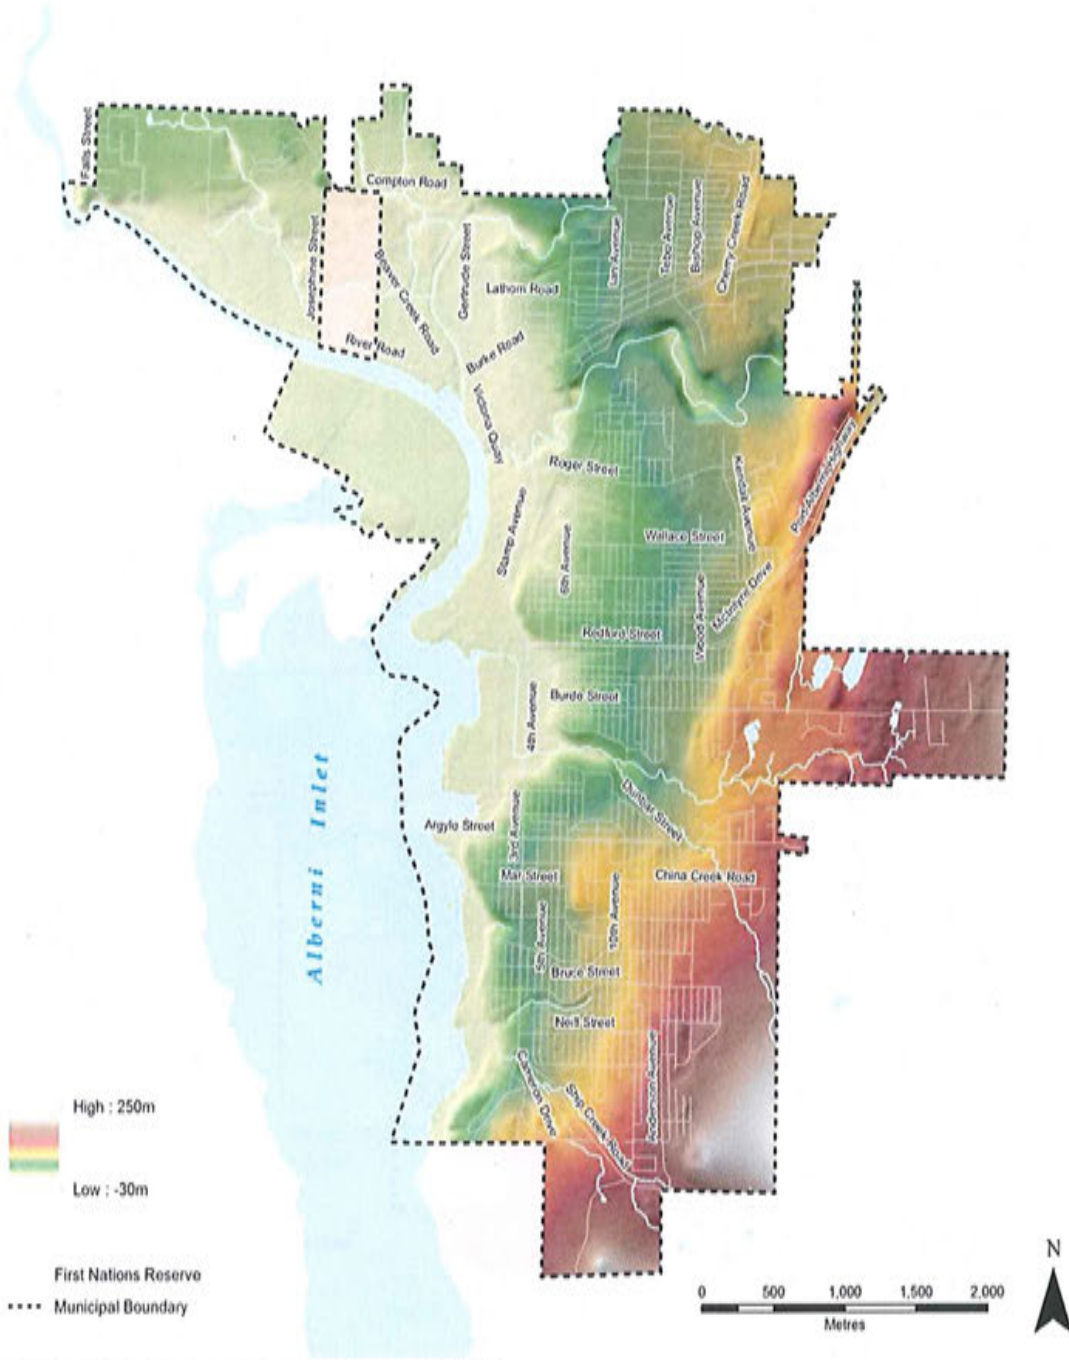 Falls Street
Compton Road
Josephine Street
Beaver Creek Road
Gertrude Street
Lathom Road
Ian Avenue
Tebo Avenue
Bishop Avenue
Cherry Creek Road
River Road
Burke Road
Victoria Quay
Roger Street
Stamp Avenue
6th Avenue
Wallace Street
Kendall Avenue
Port Alberni Highway
McIntyre Drive
Wood Avenue
Redford Street
Burde Street
4th Avenue
Dunbar Street
Argyle Street
3rd Avenue
Mar Street
China Creek Road
10th Avenue
5th Avenue
Bruce Street
Neill Street
Cameron Drive
Ship Creek Road
Anderson Avenue
Alberni Inlet
High : 250m
Low : -30m
First Nations Reserve
Municipal Boundary
N
0 500 1,000 1,500 2,000
Metres